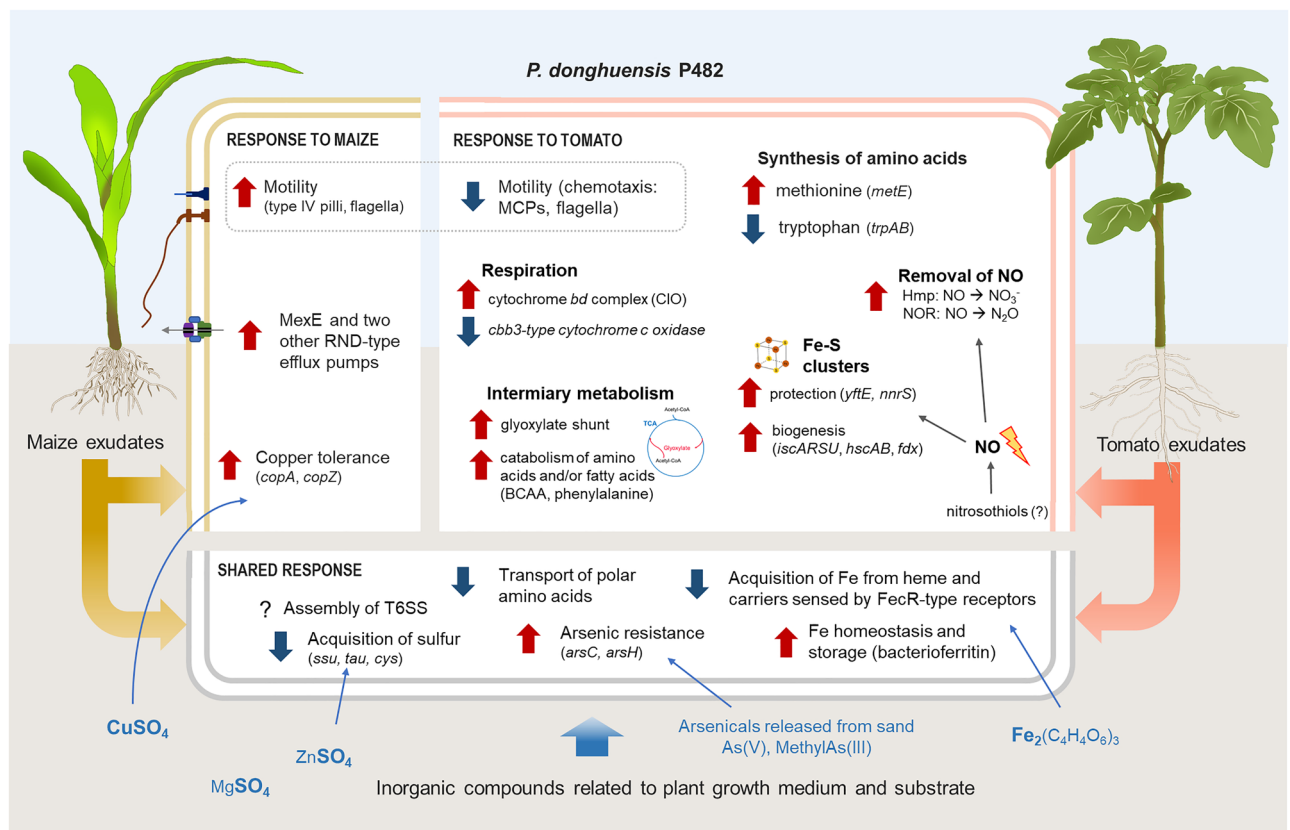 P. donghuensis P482
RESPONSE TO MAIZE
Motility
(type IV pilli, flagella)
MexE and two
other RND-type
efflux pumps
Copper tolerance
(copA, copZ)
RESPONSE TO TOMATO
Motility (chemotaxis:
MCPs, flagella)
Respiration
cytochrome bd complex (CIO)
cbb3-type cytochrome c oxidase
Intermiary metabolism
glyoxylate shunt
catabolism of amino
acids and/or fatty acids
(BCAA, phenylalanine)
Acetyl-CoA
TCA
Glyoxylate
Acetyl-CoA
Synthesis of amino acids
methionine (metE)
tryptophan (trpAB)
Removal of NO
Hmp: NO → NO₃⁻
NOR: NO → N₂O
Fe-S
clusters
protection (yftE, nnrS)
biogenesis
(iscARSU, hscAB, fdx)
NO
nitrosothiols (?)
Maize exudates
Tomato exudates
SHARED RESPONSE
? Assembly of T6SS
Acquisition of sulfur
(ssu, tau, cys)
Transport of polar
amino acids
Arsenic resistance
(arsC, arsH)
Acquisition of Fe from heme and
carriers sensed by FecR-type receptors
Fe homeostasis and
storage (bacterioferritin)
CuSO₄
ZnSO₄
MgSO₄
Arsenicals released from sand
As(V), MethylAs(III)
Fe₂(C₄H₄O₆)₃
Inorganic compounds related to plant growth medium and substrate